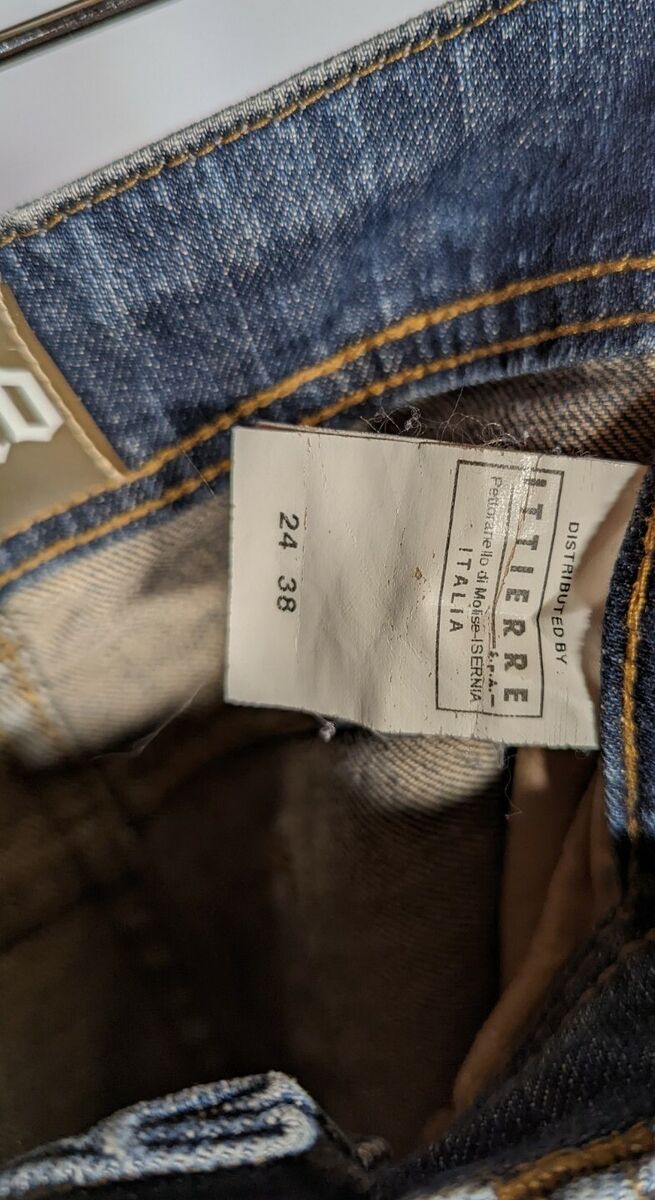 DISTRIBUTED BY
ITTIERRE
S.P.A.
Pettoranello di Molise-ISERNIA
ITALIA
24 38